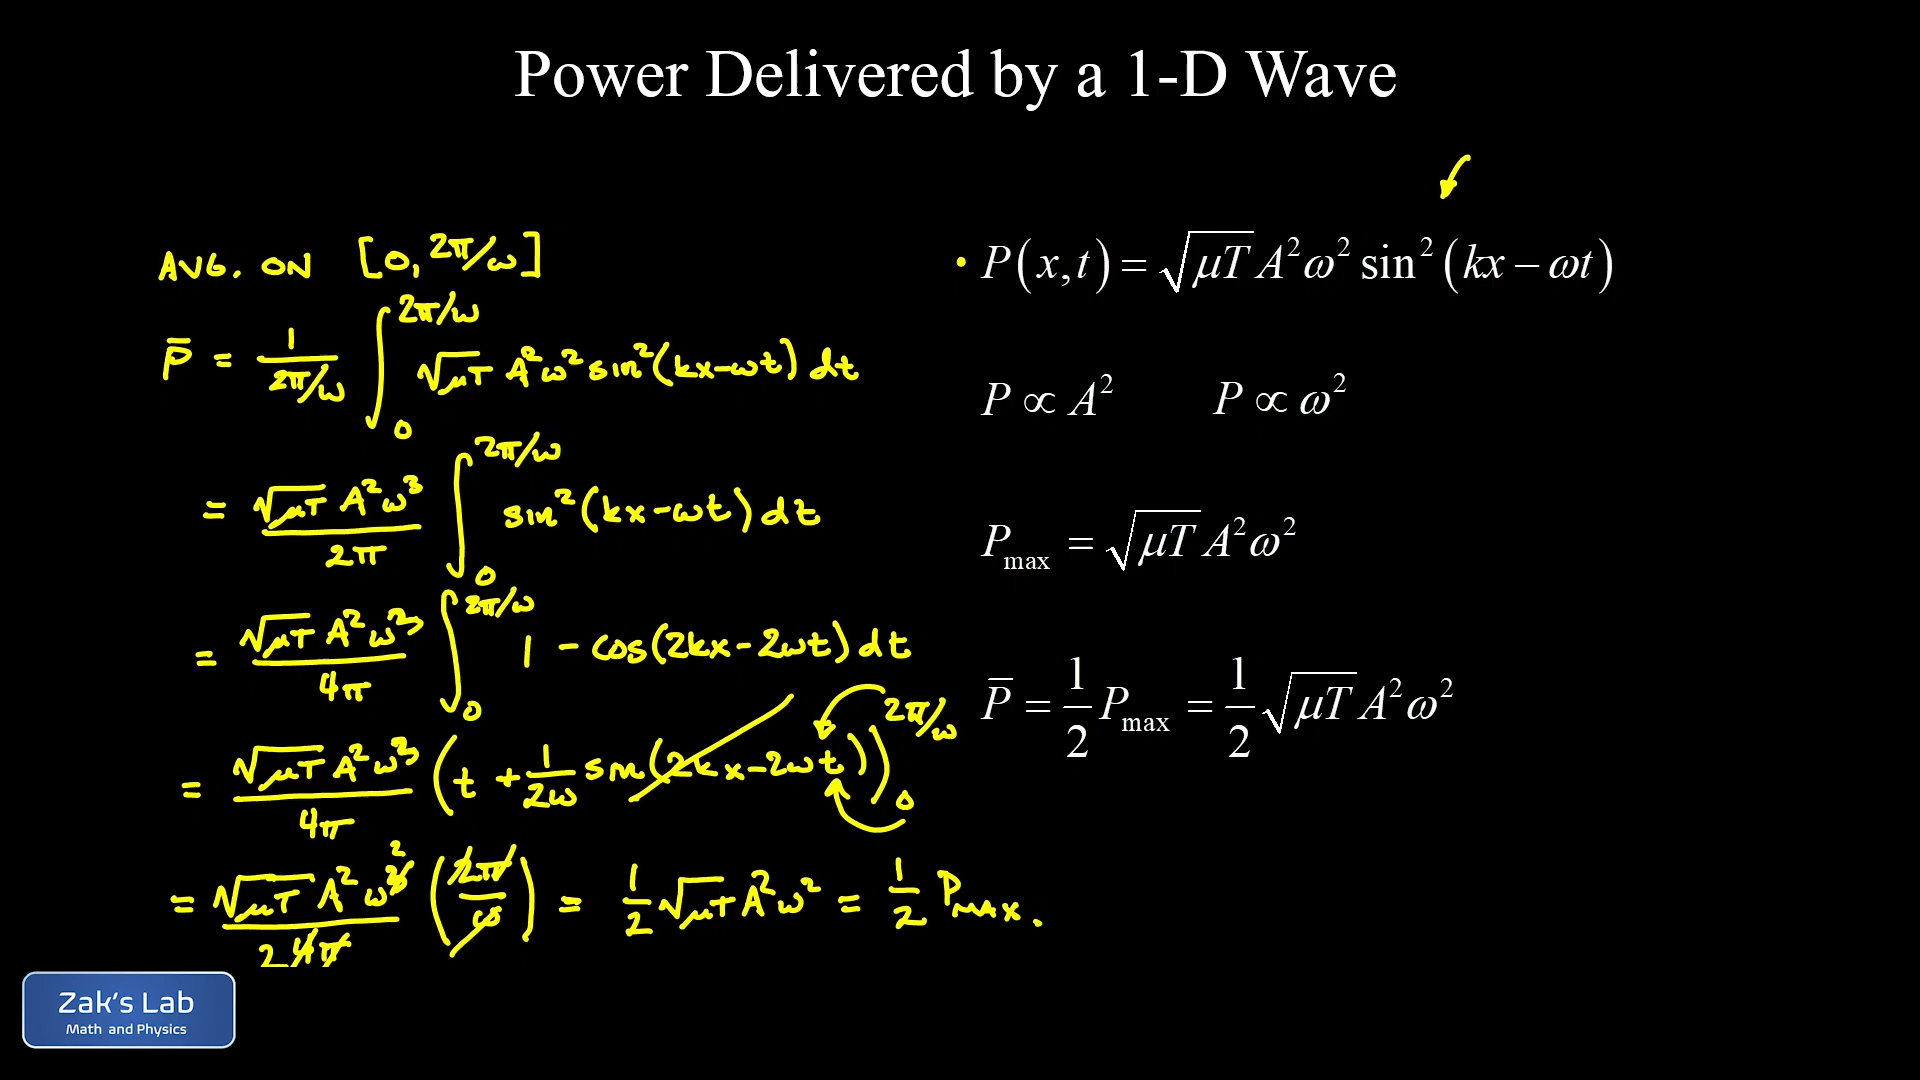 Power Delivered by a 1-D Wave
AVG. ON [0, 2π/ω]
P̄ = 1/(2π/ω) ∫₀^{2π/ω} √μT A²ω² sin²(kx-ωt) dt
= √μT A²ω³/2π ∫₀^{2π/ω} sin²(kx-ωt) dt
= √μT A²ω³/4π ∫₀^{2π/ω} 1 - cos(2kx-2ωt) dt
= √μT A²ω³/4π (t + 1/2ω sin(2kx-2ωt))₀^{2π/ω}
= √μT A²ω³ 2/2 4π (2π/ω) = 1/2 √μT A²ω² = 1/2 P_MAX.
• P(x,t) = √μT A²ω² sin²(kx – ωt)
P ∝ A² P ∝ ω²
P_max = √μT A²ω²
P̄ = 1/2 P_max = 1/2 √μT A²ω²
Zak's Lab
Math and Physics